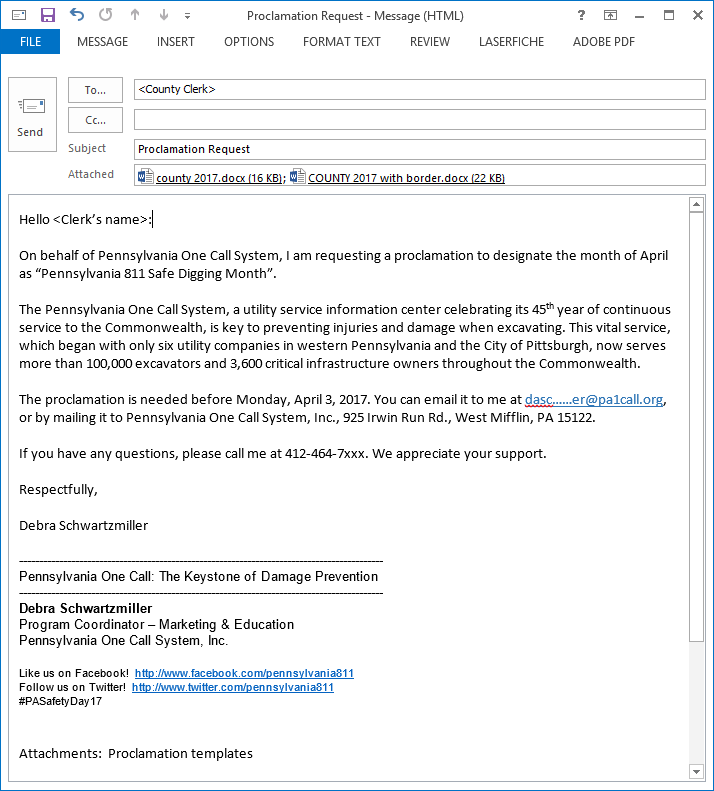 Proclamation Request - Message (HTML)
FILE MESSAGE INSERT OPTIONS FORMAT TEXT REVIEW LASERFICHE ADOBE PDF
Send
To... <County Clerk>
Cc...
Subject Proclamation Request
Attached county 2017.docx (16 KB); COUNTY 2017 with border.docx (22 KB)
Hello <Clerk’s name>:
On behalf of Pennsylvania One Call System, I am requesting a proclamation to designate the month of April
as “Pennsylvania 811 Safe Digging Month”.
The Pennsylvania One Call System, a utility service information center celebrating its 45th year of continuous
service to the Commonwealth, is key to preventing injuries and damage when excavating. This vital service,
which began with only six utility companies in western Pennsylvania and the City of Pittsburgh, now serves
more than 100,000 excavators and 3,600 critical infrastructure owners throughout the Commonwealth.
The proclamation is needed before Monday, April 3, 2017. You can email it to me at dasc......er@pa1call.org,
or by mailing it to Pennsylvania One Call System, Inc., 925 Irwin Run Rd., West Mifflin, PA 15122.
If you have any questions, please call me at 412-464-7xxx. We appreciate your support.
Respectfully,
Debra Schwartzmiller
Pennsylvania One Call: The Keystone of Damage Prevention
Debra Schwartzmiller
Program Coordinator – Marketing & Education
Pennsylvania One Call System, Inc.
Like us on Facebook! http://www.facebook.com/pennsylvania811
Follow us on Twitter! http://www.twitter.com/pennsylvania811
#PASafetyDay17
Attachments: Proclamation templates